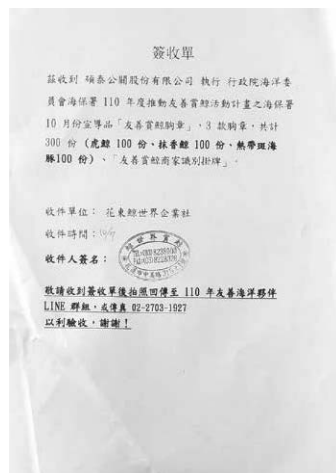 簽收單
茲收到 碩泰公關股份有限公司 執行 行政院海洋委
員會海保署 110 年度推動友善賞鯨活動計畫之海保署
10 月份宣導品「友善賞鯨胸章」,3 款胸章,共計
300 份 (虎鯨 100 份、抹香鯨 100 份、熱帶斑海
豚100 份)、「友善賞鯨商家識別掛牌」。
收件單位: 花東鯨世界企業社
收件時間:
收件人簽名:
鯨世界賞鯨
敬請收到簽收單後拍照回傳至 110 年友善海洋夥伴
LINE 群組,或傳真 02-2703-1927
以利驗收,謝謝!